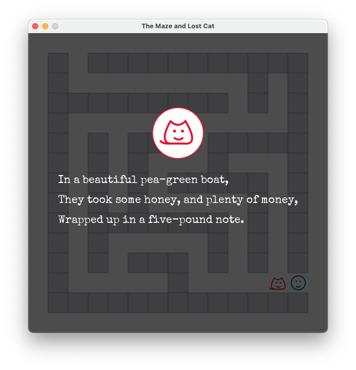 The Maze and Lost Cat
In a beautiful pea-green boat,
They took some honey, and plenty of money,
Wrapped up in a five-pound note.